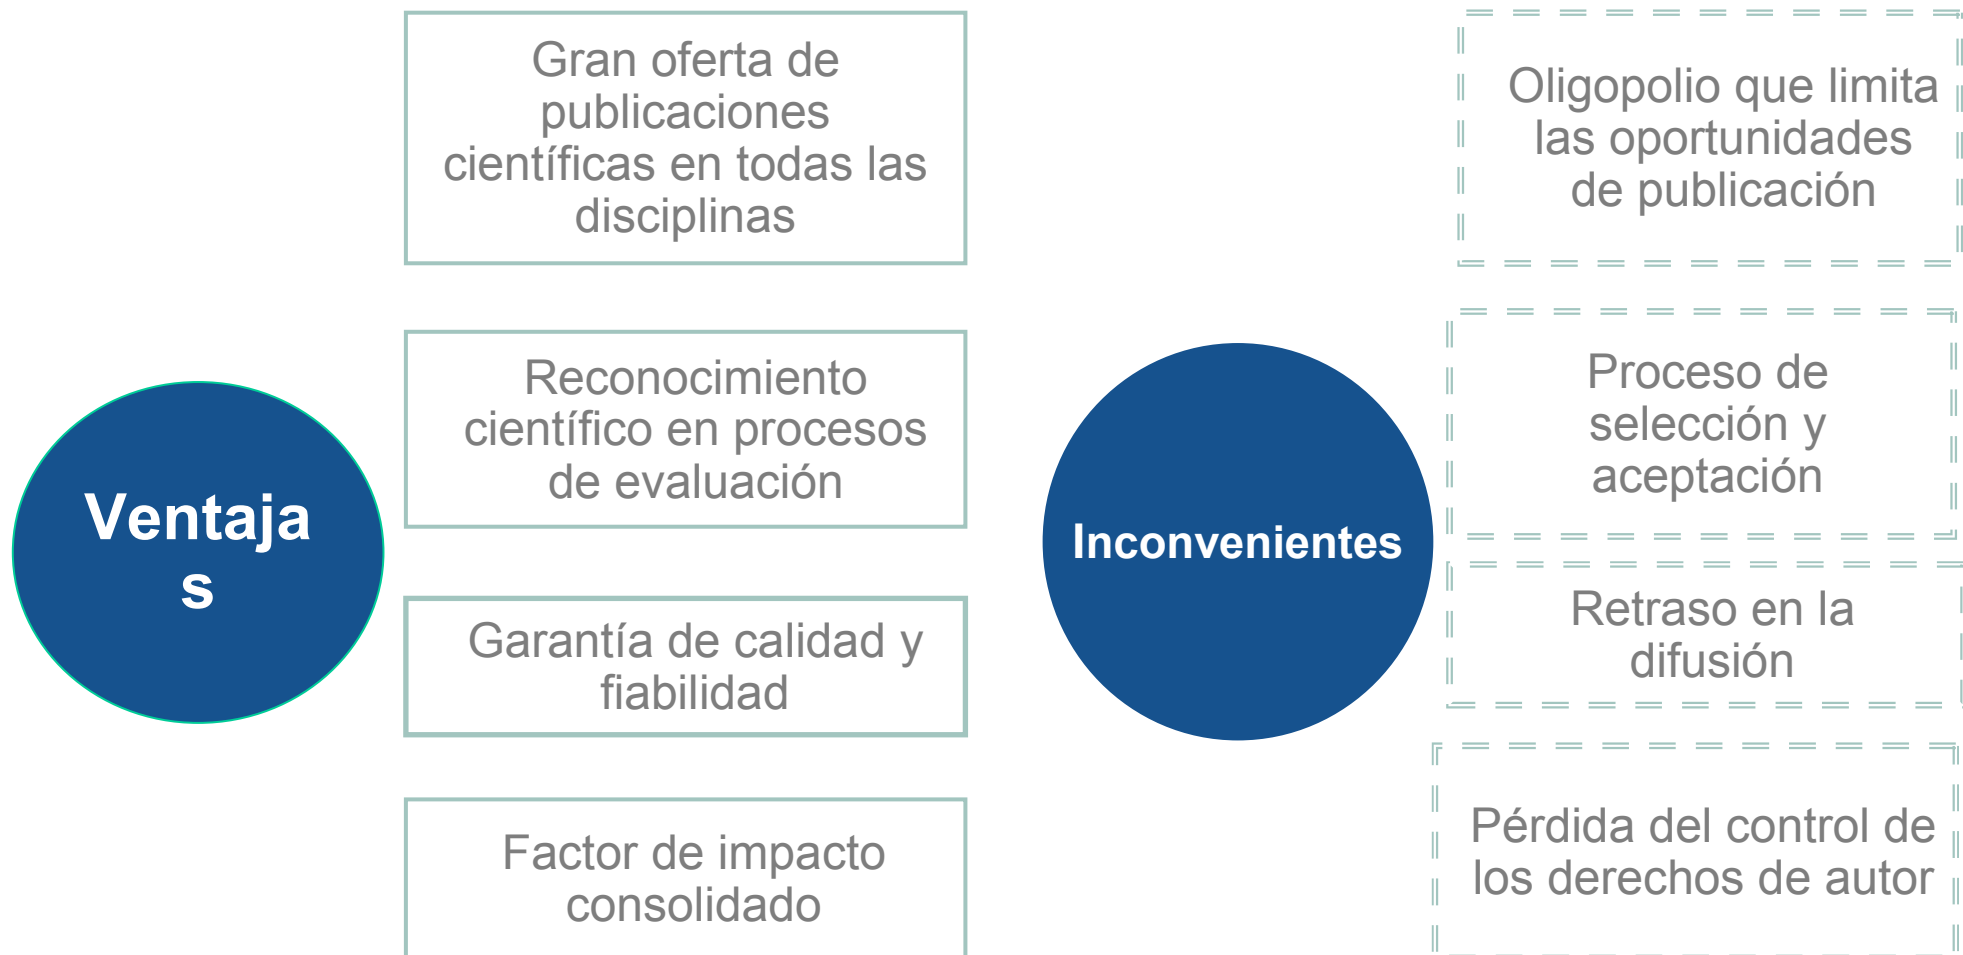 Ventaja
s
Gran oferta de
publicaciones
científicas en todas las
disciplinas
Reconocimiento
científico en procesos
de evaluación
Garantía de calidad y
fiabilidad
Factor de impacto
consolidado
Inconvenientes
Oligopolio que limita
las oportunidades
de publicación
Proceso de
selección y
aceptación
Retraso en la
difusión
Pérdida del control de
los derechos de autor